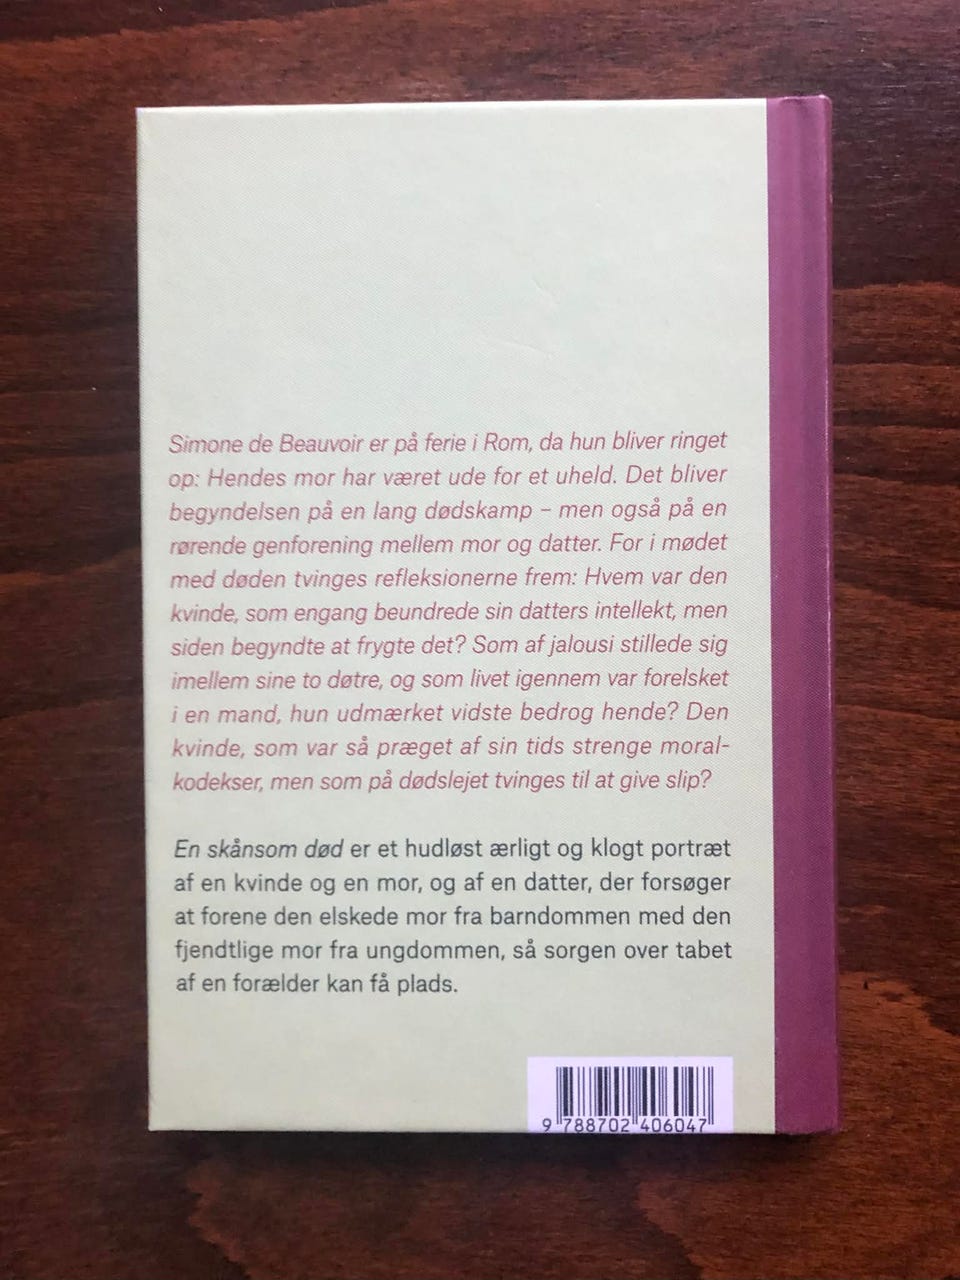 Simone de Beauvoir er på ferie i Rom, da hun bliver ringet
op: Hendes mor har været ude for et uheld. Det bliver
begyndelsen på en lang dødskamp – men også på en
rørende genforening mellem mor og datter. For i mødet
med døden tvinges refleksionerne frem: Hvem var den
kvinde, som engang beundrede sin datters intellekt, men
siden begyndte at frygte det? Som af jalousi stillede sig
imellem sine to døtre, og som livet igennem var forelsket
i en mand, hun udmærket vidste bedrog hende? Den
kvinde, som var så præget af sin tids strenge moral-
kodekser, men som på dødslejet tvinges til at give slip?
En skånsom død er et hudløst ærligt og klogt portræt
af en kvinde og en mor, og af en datter, der forsøger
at forene den elskede mor fra barndommen med den
fjendtlige mor fra ungdommen, så sorgen over tabet
af en forælder kan få plads.
9 788702 406047